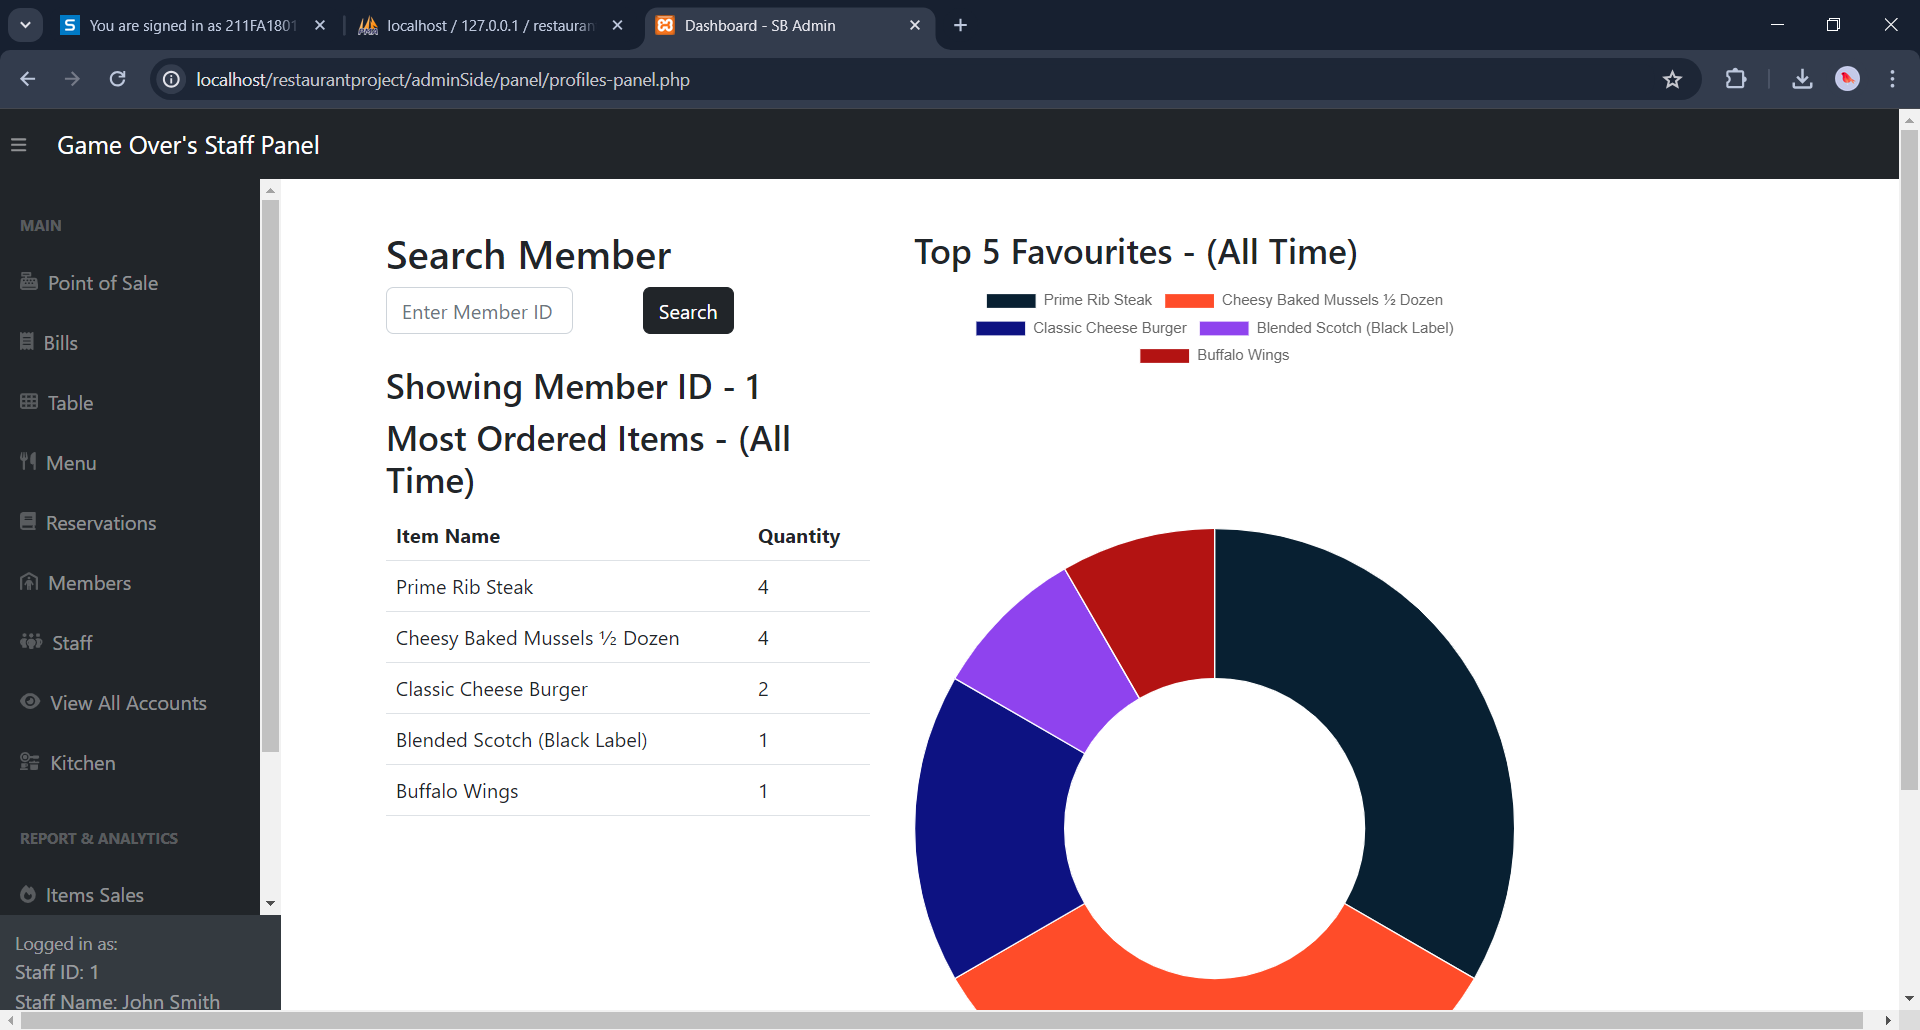 You are signed in as 211FA1801
localhost / 127.0.0.1 / restauran
Dashboard - SB Admin
localhost/restaurantproject/adminSide/panel/profiles-panel.php
Game Over's Staff Panel
MAIN
Point of Sale
Bills
Table
Menu
Reservations
Members
Staff
View All Accounts
Kitchen
REPORT & ANALYTICS
Items Sales
Logged in as:
Staff ID: 1
Staff Name: John Smith
Search Member
Enter Member ID
Search
Showing Member ID - 1
Most Ordered Items - (All
Time)
Item Name Quantity
Prime Rib Steak 4
Cheesy Baked Mussels ½ Dozen 4
Classic Cheese Burger 2
Blended Scotch (Black Label) 1
Buffalo Wings 1
Top 5 Favourites - (All Time)
Prime Rib Steak Cheesy Baked Mussels ½ Dozen
Classic Cheese Burger Blended Scotch (Black Label)
Buffalo Wings